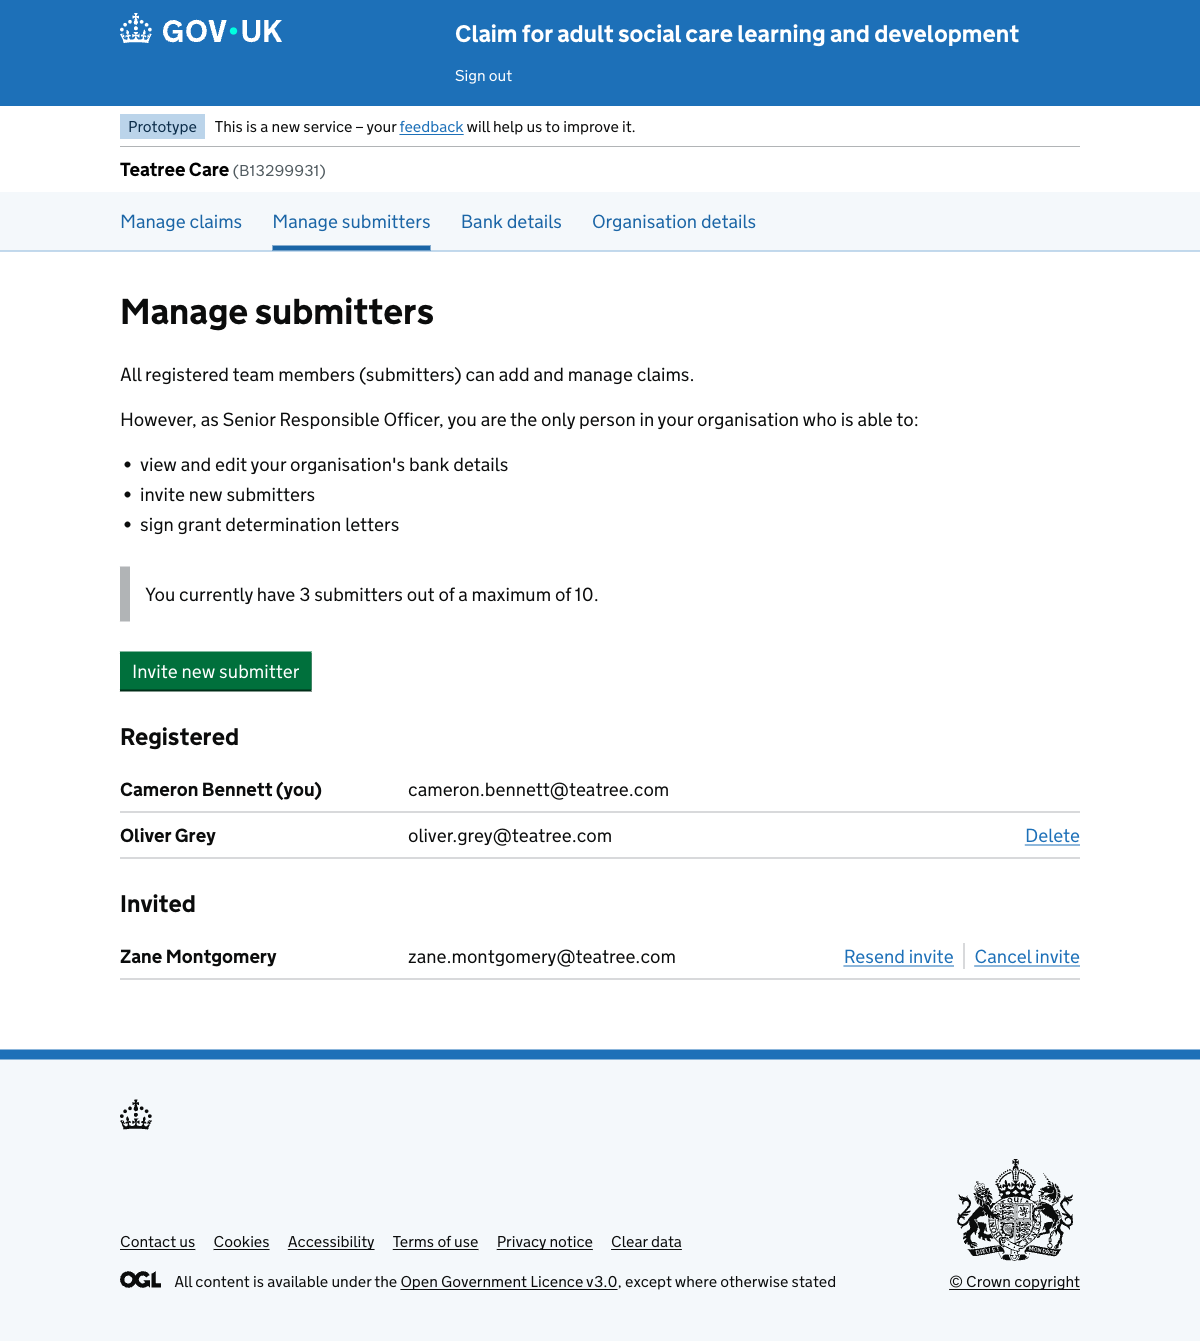 GOV•UK
Claim for adult social care learning and development
Sign out
Prototype This is a new service – your feedback will help us to improve it.
Teatree Care (B13299931)
Manage claims Manage submitters Bank details Organisation details
Manage submitters
All registered team members (submitters) can add and manage claims.
However, as Senior Responsible Officer, you are the only person in your organisation who is able to:
• view and edit your organisation's bank details
• invite new submitters
• sign grant determination letters
You currently have 3 submitters out of a maximum of 10.
Invite new submitter
Registered
Cameron Bennett (you) cameron.bennett@teatree.com
Oliver Grey oliver.grey@teatree.com Delete
Invited
Zane Montgomery zane.montgomery@teatree.com Resend invite Cancel invite
Contact us Cookies Accessibility Terms of use Privacy notice Clear data
OGL All content is available under the Open Government Licence v3.0, except where otherwise stated
© Crown copyright